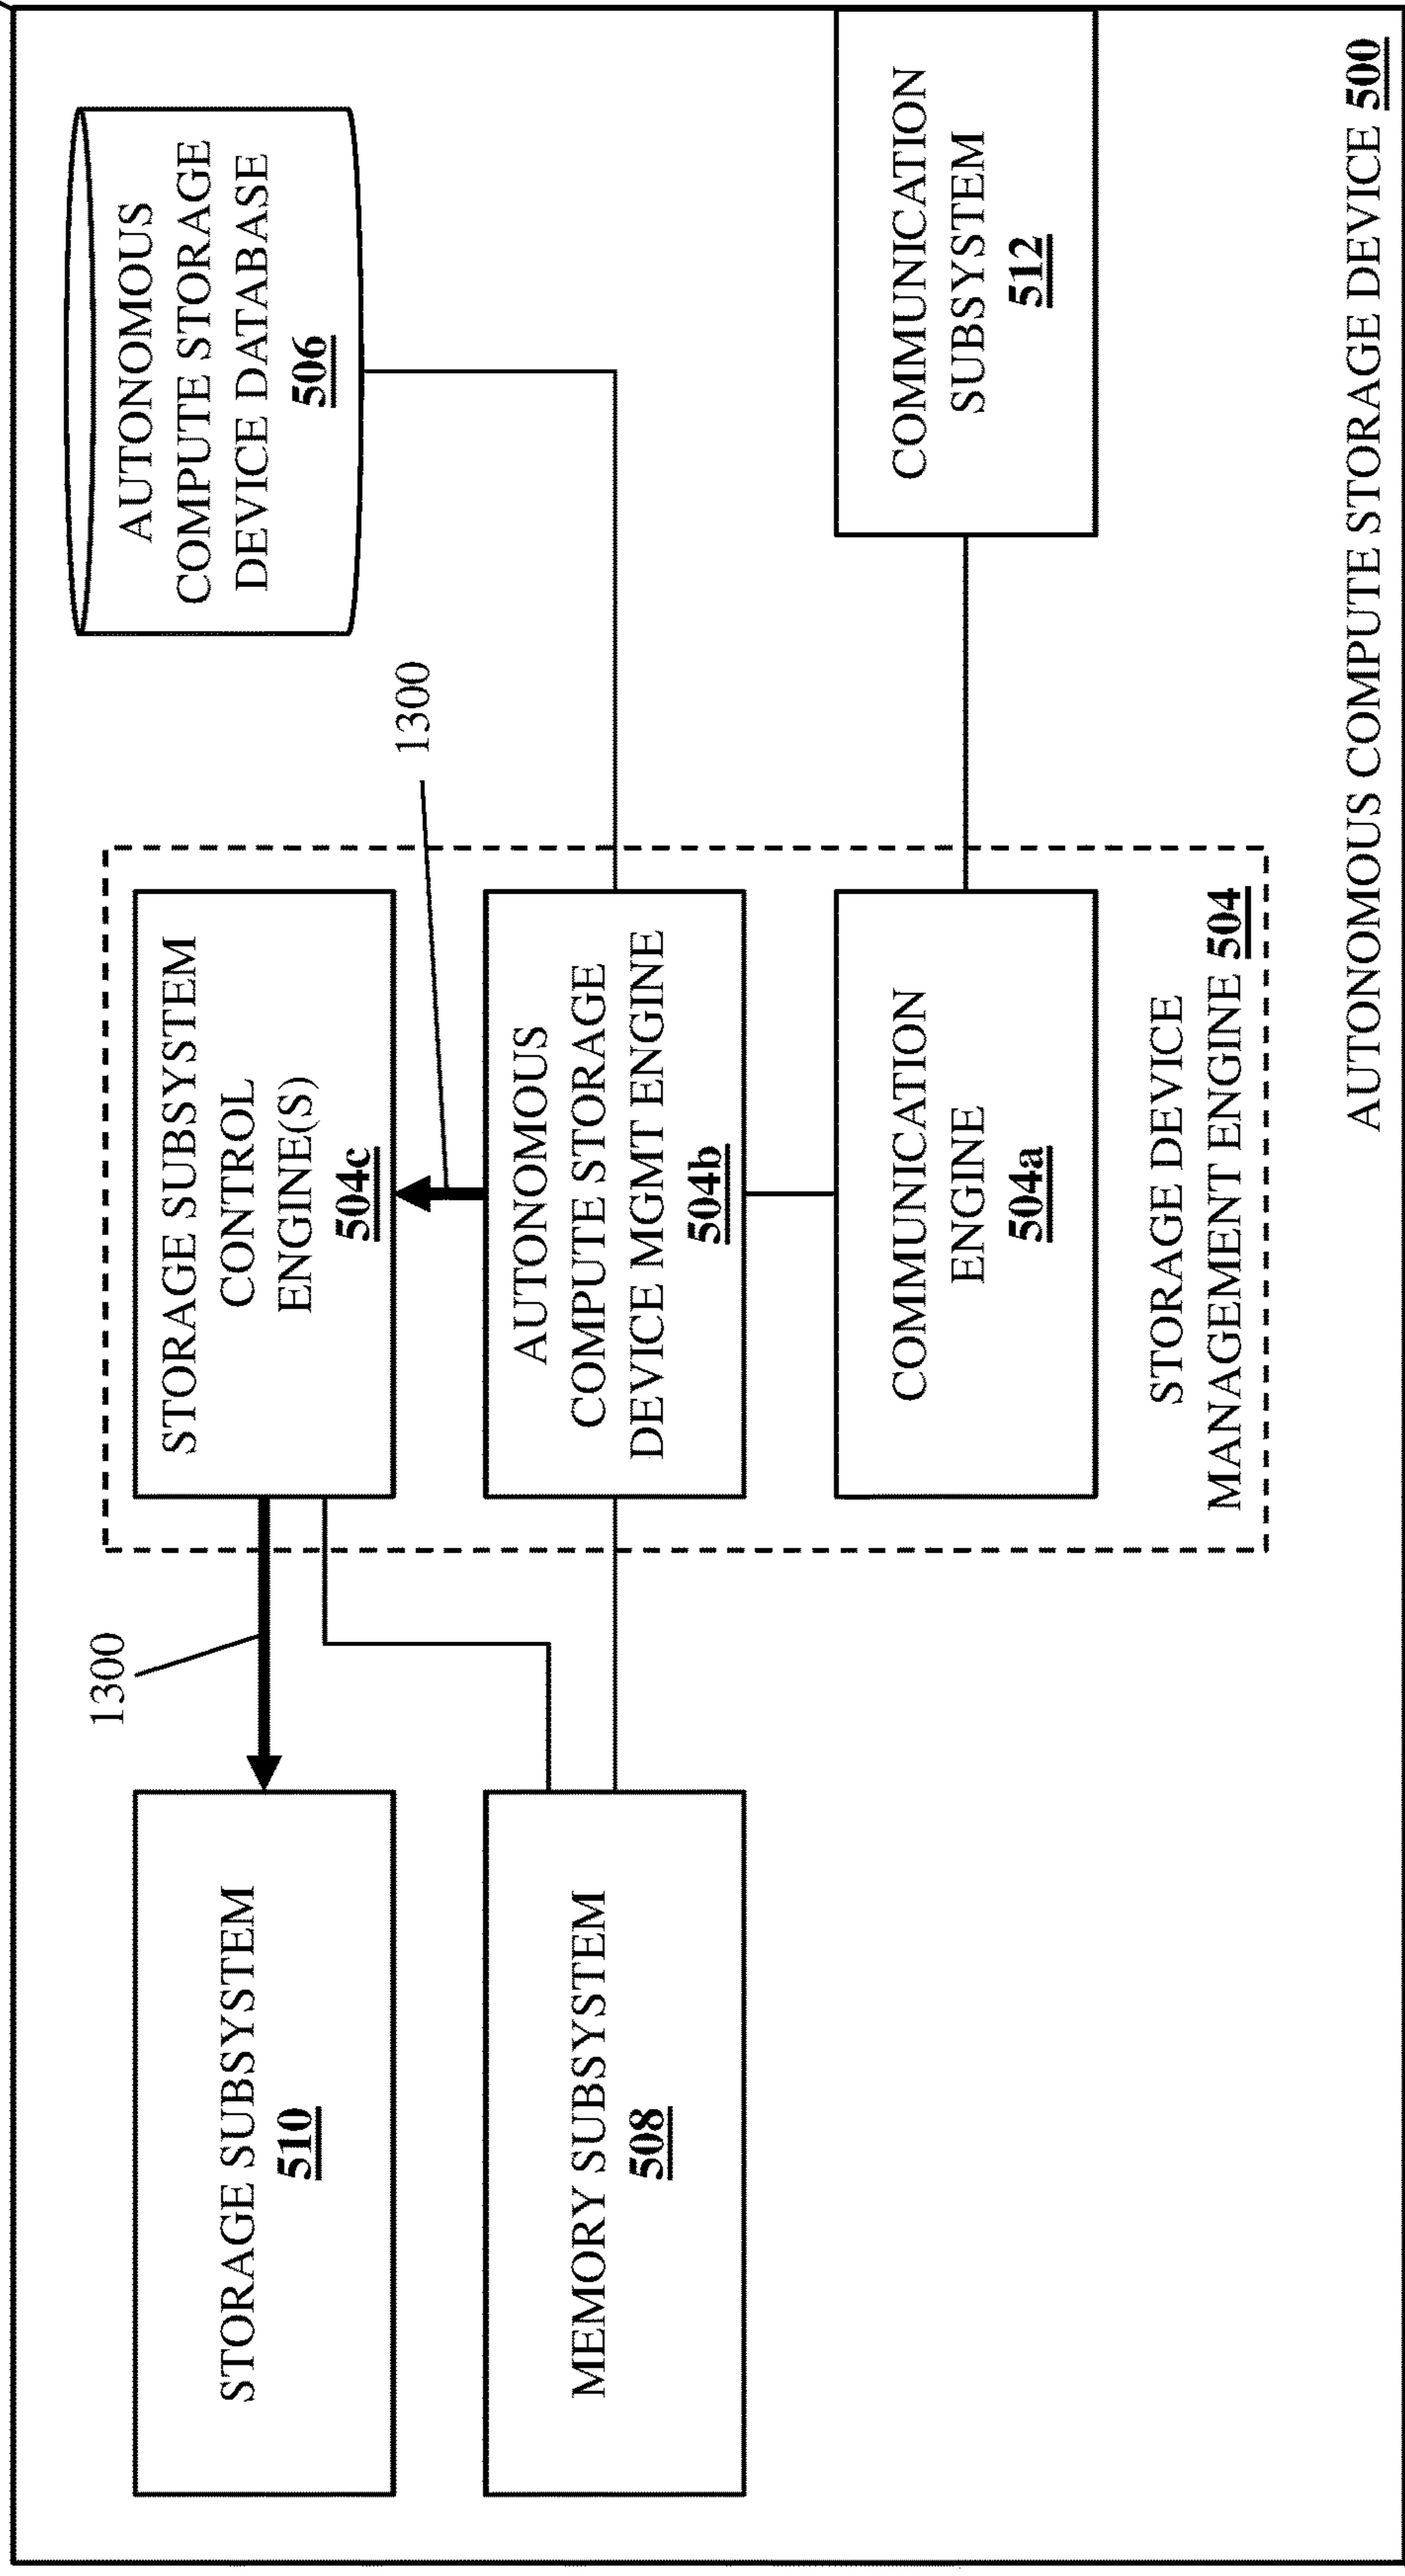 1300
STORAGE SUBSYSTEM
510
STORAGE SUBSYSTEM
CONTROL
ENGINE(S)
504c
AUTONOMOUS
COMPUTE STORAGE
DEVICE DATABASE
506
1300
MEMORY SUBSYSTEM
508
AUTONOMOUS
COMPUTE STORAGE
DEVICE MGMT ENGINE
504b
COMMUNICATION
ENGINE
504a
COMMUNICATION
SUBSYSTEM
512
STORAGE DEVICE
MANAGEMENT ENGINE 504
AUTONOMOUS COMPUTE STORAGE DEVICE 500